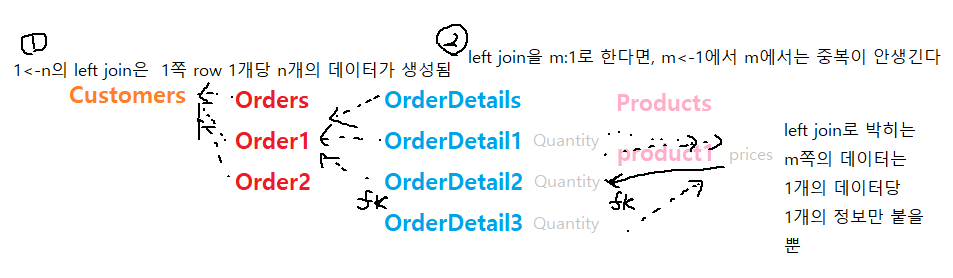 1
2
1<-n의 left join은 1쪽 row 1개당 n개의 데이터가 생성됨
left join을 m:1로 한다면, m<-1에서 m에서는 중복이 안생긴다
Customers
Orders
OrderDetails
Products
Order1
OrderDetail1
Quantity
product1
prices
Order2
OrderDetail2
Quantity
fk
fk
OrderDetail3
Quantity
left join로 박히는
m쪽의 데이터는
1개의 데이터당
1개의 정보만 붙을
뿐